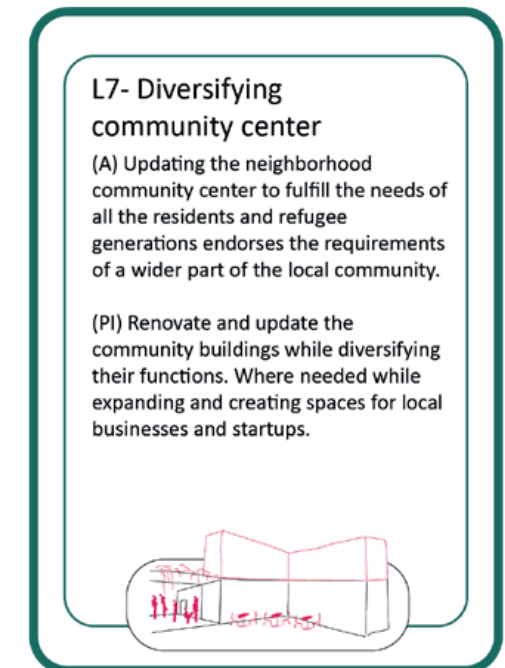 L7- Diversifying
community center
(A) Updating the neighborhood
community center to fulfill the needs of
all the residents and refugee
generations endorses the requirements
of a wider part of the local community.
(PI) Renovate and update the
community buildings while diversifying
their functions. Where needed while
expanding and creating spaces for local
businesses and startups.